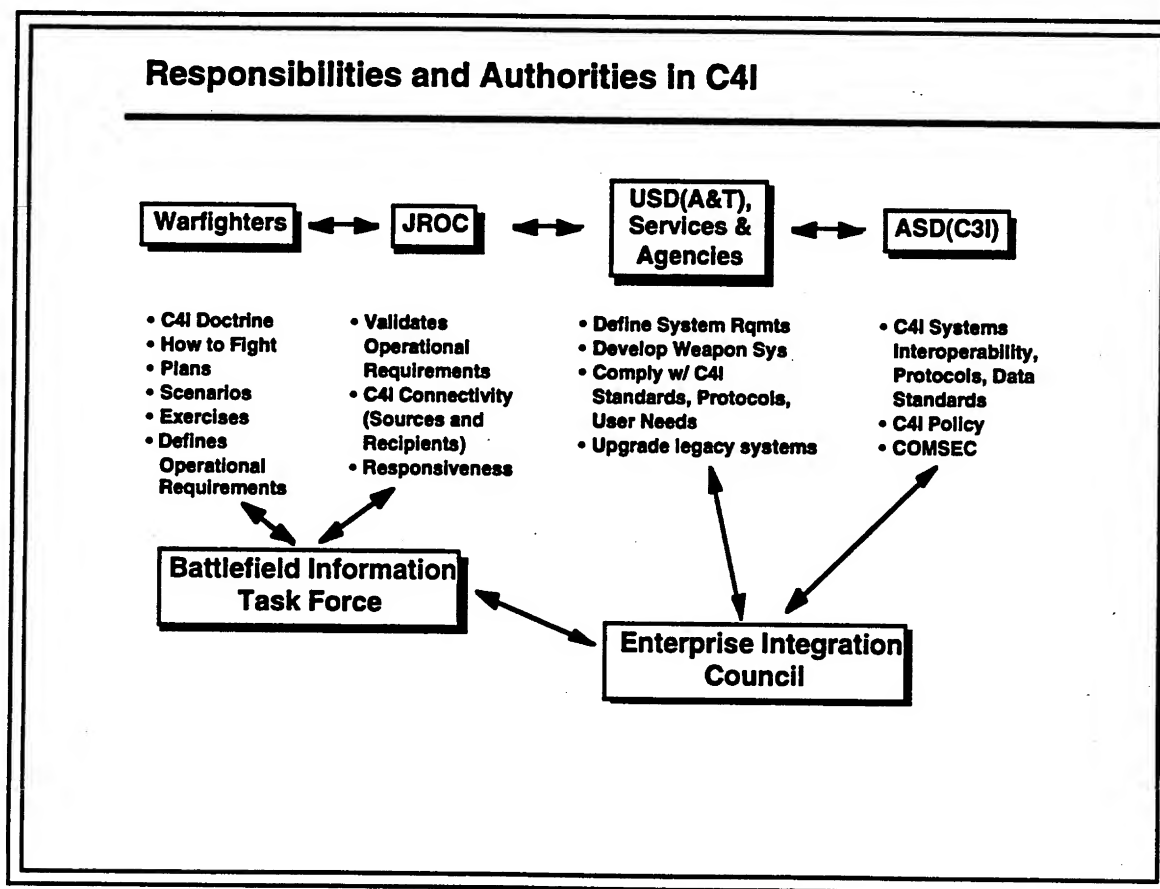 Responsibilities and Authorities in C4I
Warfighters
JROC
USD(A&T),
Services &
Agencies
ASD(C3I)
• C4I Doctrine
• How to Fight
• Plans
• Scenarios
• Exercises
• Defines
Operational
Requirements
• Validates
Operational
Requirements
• C4I Connectivity
(Sources and
Recipients)
• Responsiveness
• Define System Rqmts
• Develop Weapon Sys
• Comply w/ C4I
Standards, Protocols,
User Needs
• Upgrade legacy systems
• C4I Systems
Interoperability,
Protocols, Data
Standards
• C4I Policy
• COMSEC
Battlefield Information
Task Force
Enterprise Integration
Council